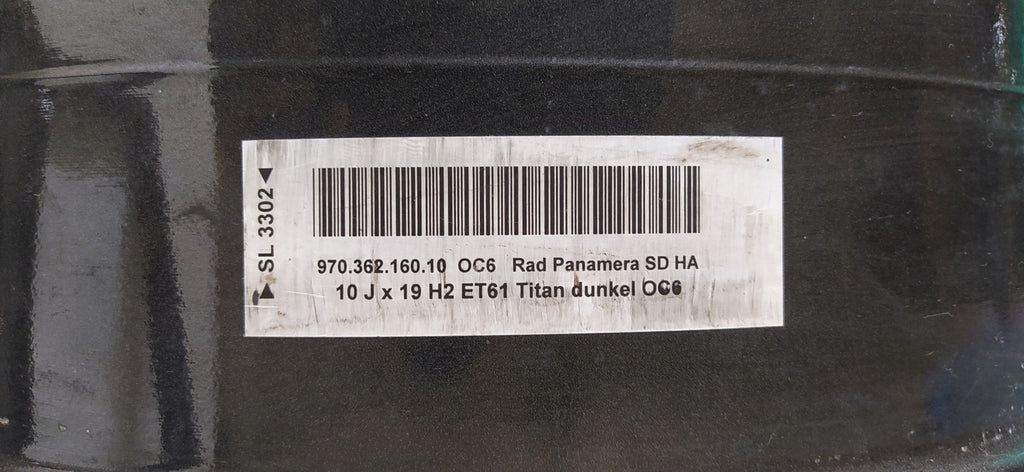 ▶ SL 3302 ◀
970.362.160.10 OC6 Rad Panamera SD HA
10 J x 19 H2 ET61 Titan dunkel OC6